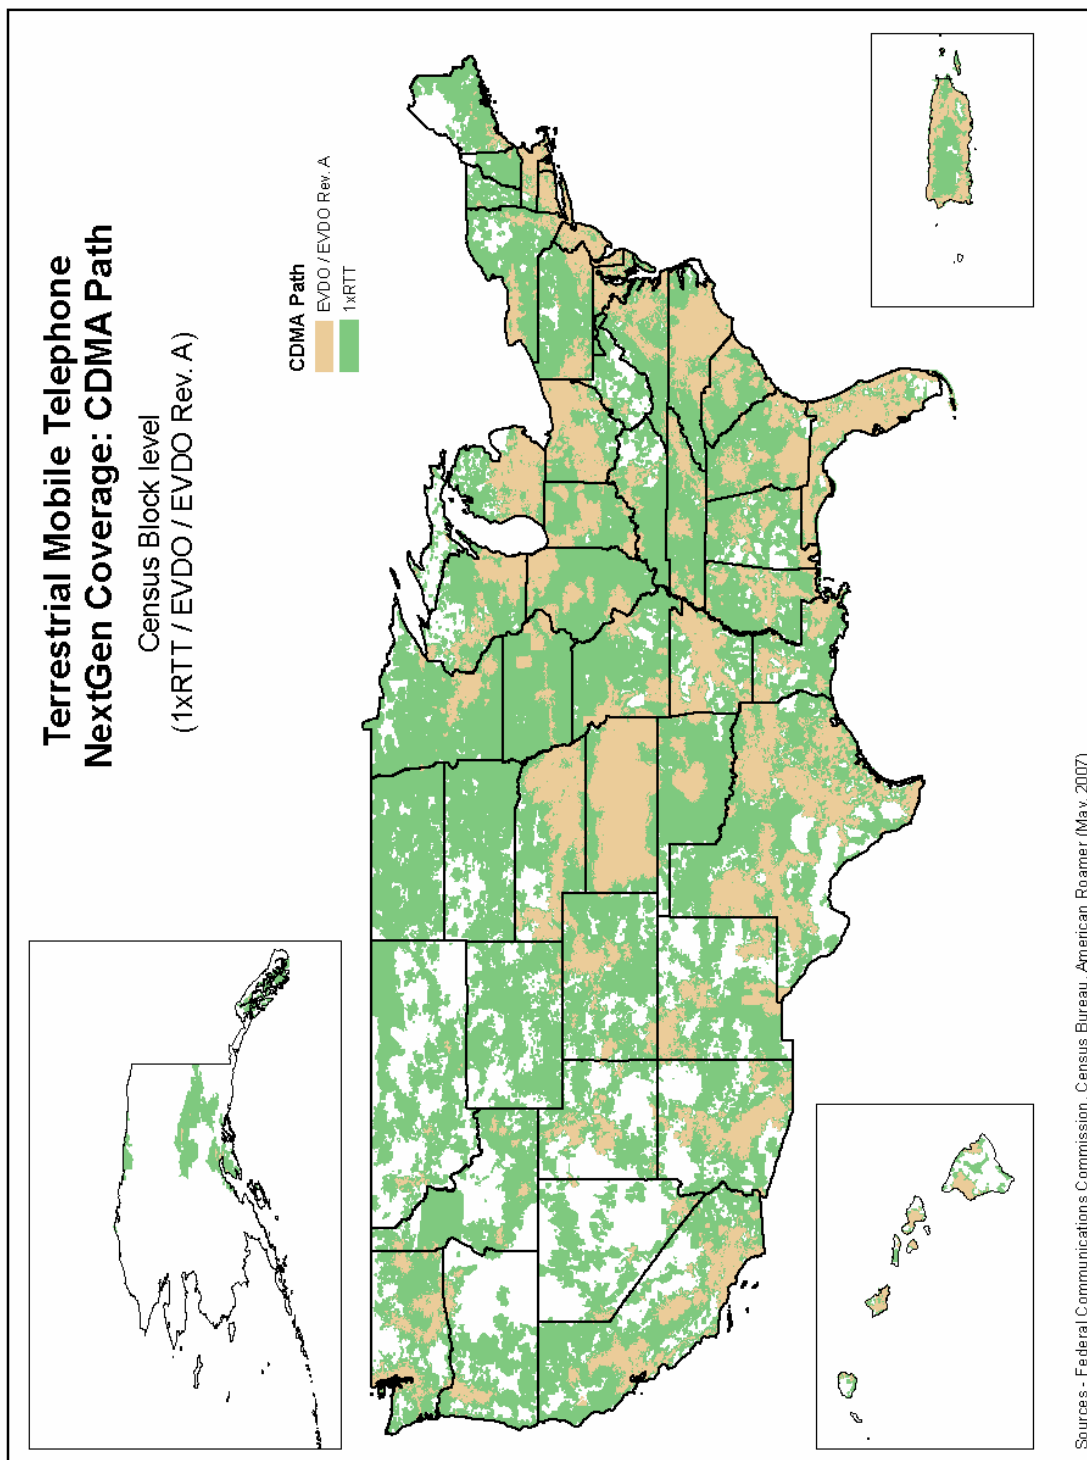 Terrestrial Mobile Telephone
NextGen Coverage: CDMA Path
Census Block level
(1xRTT / EVDO / EVDO Rev. A)
CDMA Path
EVDO / EVDO Rev. A
1xRTT
Sources - Federal Communications Commission, Census Bureau, American Roamer (May, 2007)